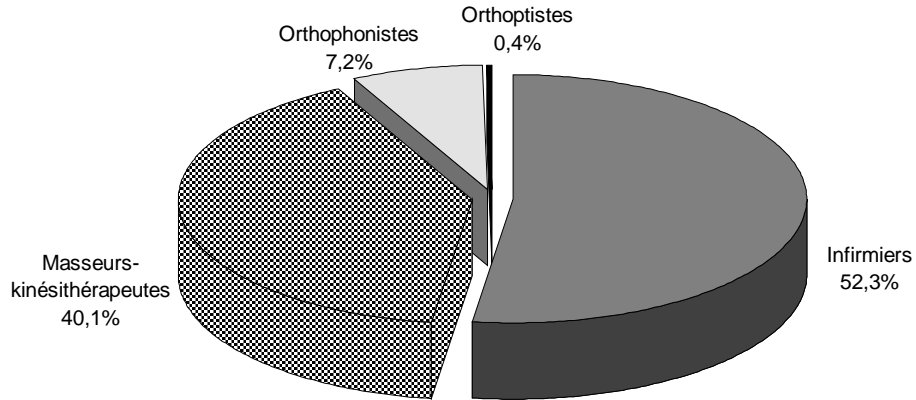 Orthoptistes
0,4%
Orthophonistes
7,2%
Infirmiers
52,3%
Masseurs-
kinésithérapeutes
40,1%